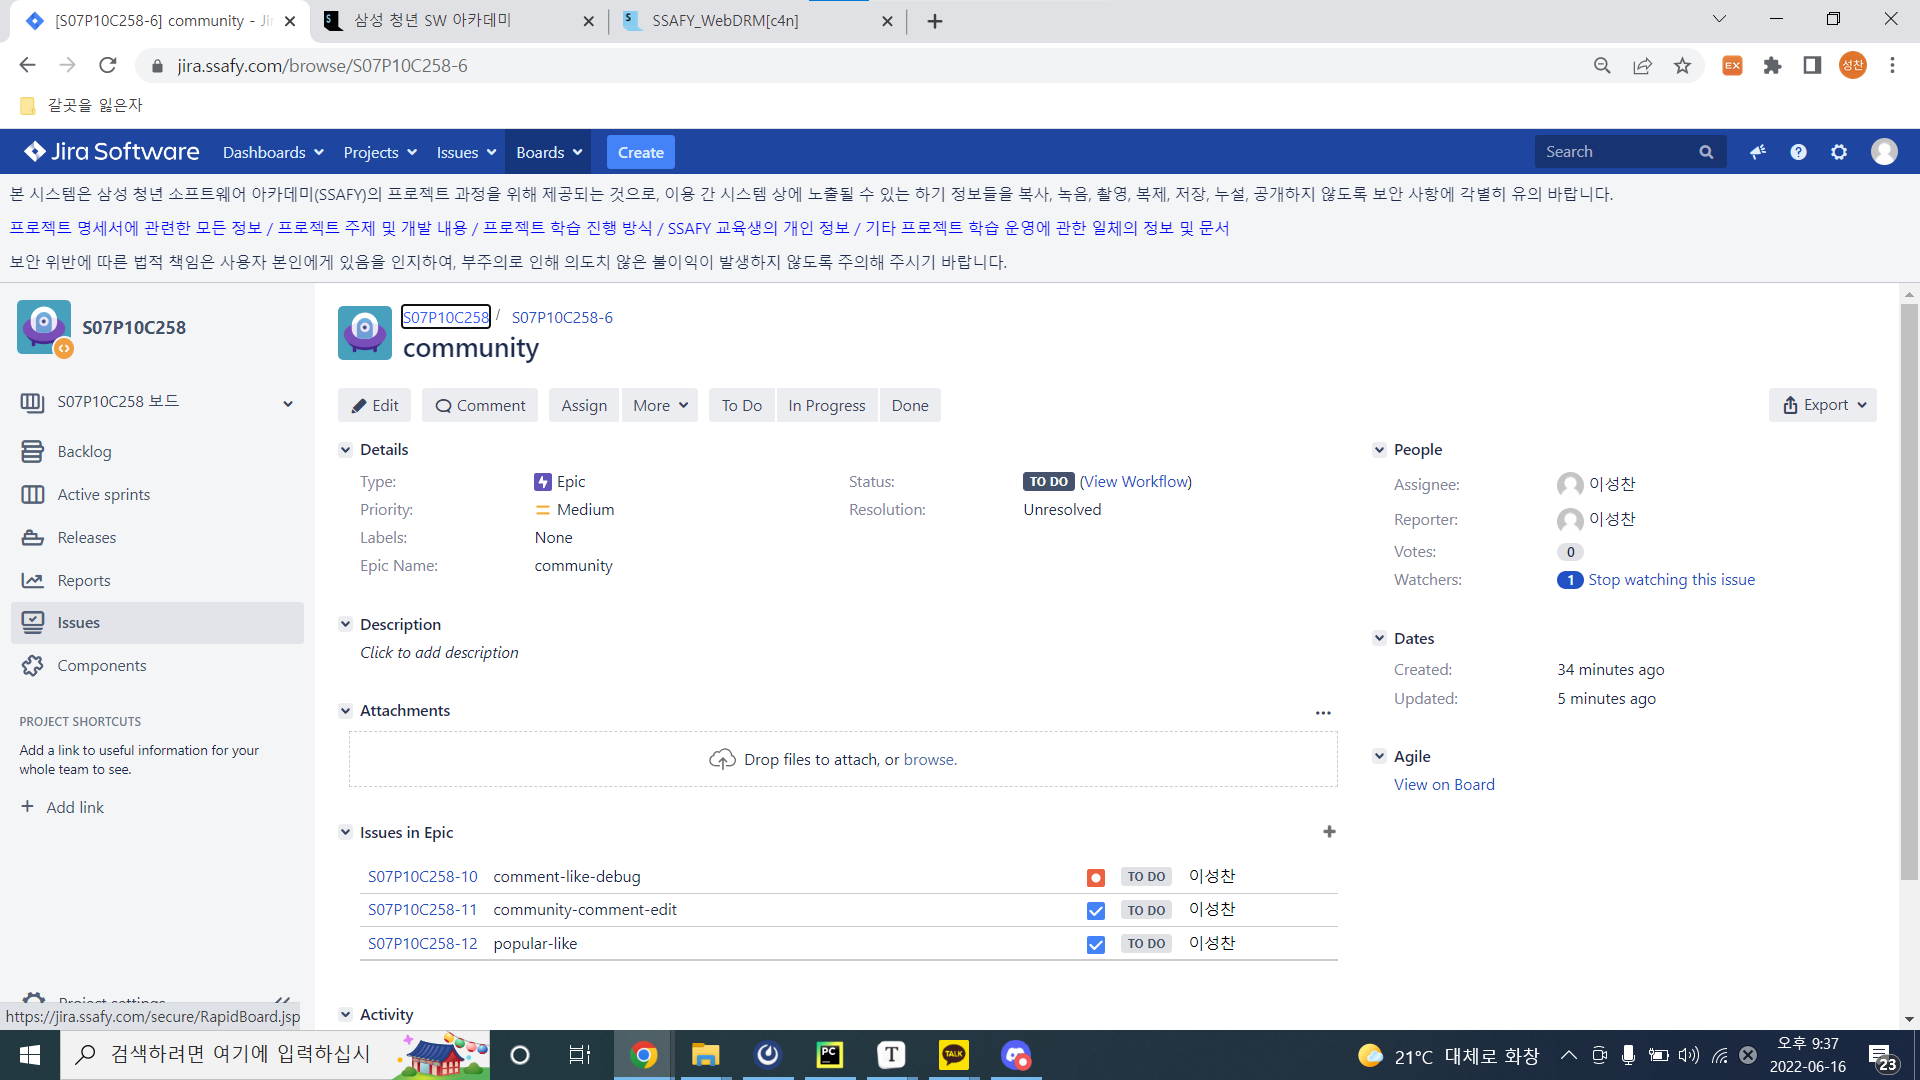 [S07P10C258-6] community - Ji
삼성 청년 SW 아카데미
SSAFY_WebDRM[c4n]
jira.ssafy.com/browse/S07P10C258-6
EX
성찬
갈곳을 잃은자
Jira Software
Dashboards
Projects
Issues
Boards
Create
Search
본 시스템은 삼성 청년 소프트웨어 아카데미(SSAFY)의 프로젝트 과정을 위해 제공되는 것으로, 이용 간 시스템 상에 노출될 수 있는 하기 정보들을 복사, 녹음, 촬영, 복제, 저장, 누설, 공개하지 않도록 보안 사항에 각별히 유의 바랍니다.
프로젝트 명세서에 관련한 모든 정보 / 프로젝트 주제 및 개발 내용 / 프로젝트 학습 진행 방식 / SSAFY 교육생의 개인 정보 / 기타 프로젝트 학습 운영에 관한 일체의 정보 및 문서
보안 위반에 따른 법적 책임은 사용자 본인에게 있음을 인지하여, 부주의로 인해 의도치 않은 불이익이 발생하지 않도록 주의해 주시기 바랍니다.
S07P10C258
S07P10C258 보드
Backlog
Active sprints
Releases
Reports
Issues
Components
PROJECT SHORTCUTS
Add a link to useful information for your
whole team to see.
+ Add link
Project settings
https://jira.ssafy.com/secure/RapidBoard.jsp
S07P10C258 / S07P10C258-6
community
Edit
Comment
Assign
More
To Do
In Progress
Done
Export
Details
Type: Epic
Status: TO DO (View Workflow)
Priority: Medium
Resolution: Unresolved
Labels: None
Epic Name: community
Description
Click to add description
Attachments
Drop files to attach, or browse.
Issues in Epic
S07P10C258-10 comment-like-debug TO DO 이성찬
S07P10C258-11 community-comment-edit TO DO 이성찬
S07P10C258-12 popular-like TO DO 이성찬
Activity
People
Assignee: 이성찬
Reporter: 이성찬
Votes: 0
Watchers: 1 Stop watching this issue
Dates
Created: 34 minutes ago
Updated: 5 minutes ago
Agile
View on Board
검색하려면 여기에 입력하십시
PC
T
TALK
21°C 대체로 화창
오후 9:37
2022-06-16
23